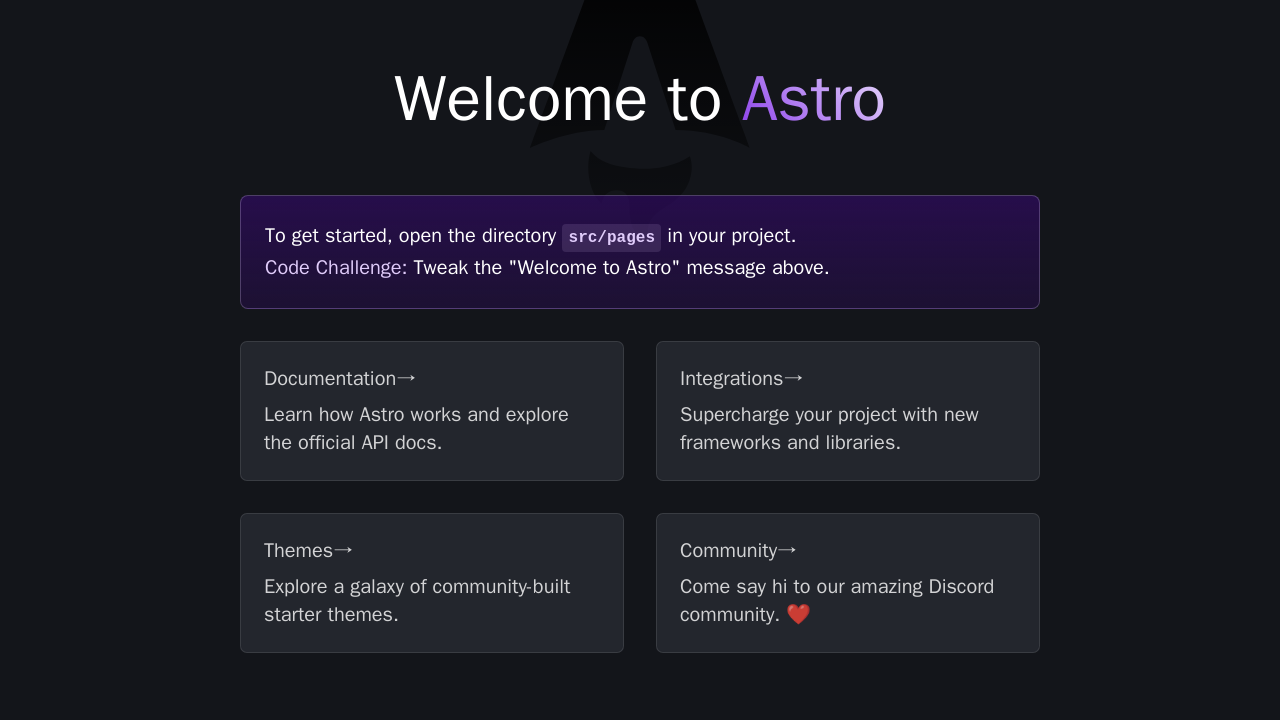 Welcome to Astro
To get started, open the directory src/pages in your project.
Code Challenge: Tweak the "Welcome to Astro" message above.
Documentation→
Learn how Astro works and explore
the official API docs.
Integrations→
Supercharge your project with new
frameworks and libraries.
Themes→
Explore a galaxy of community-built
starter themes.
Community→
Come say hi to our amazing Discord
community. ❤️